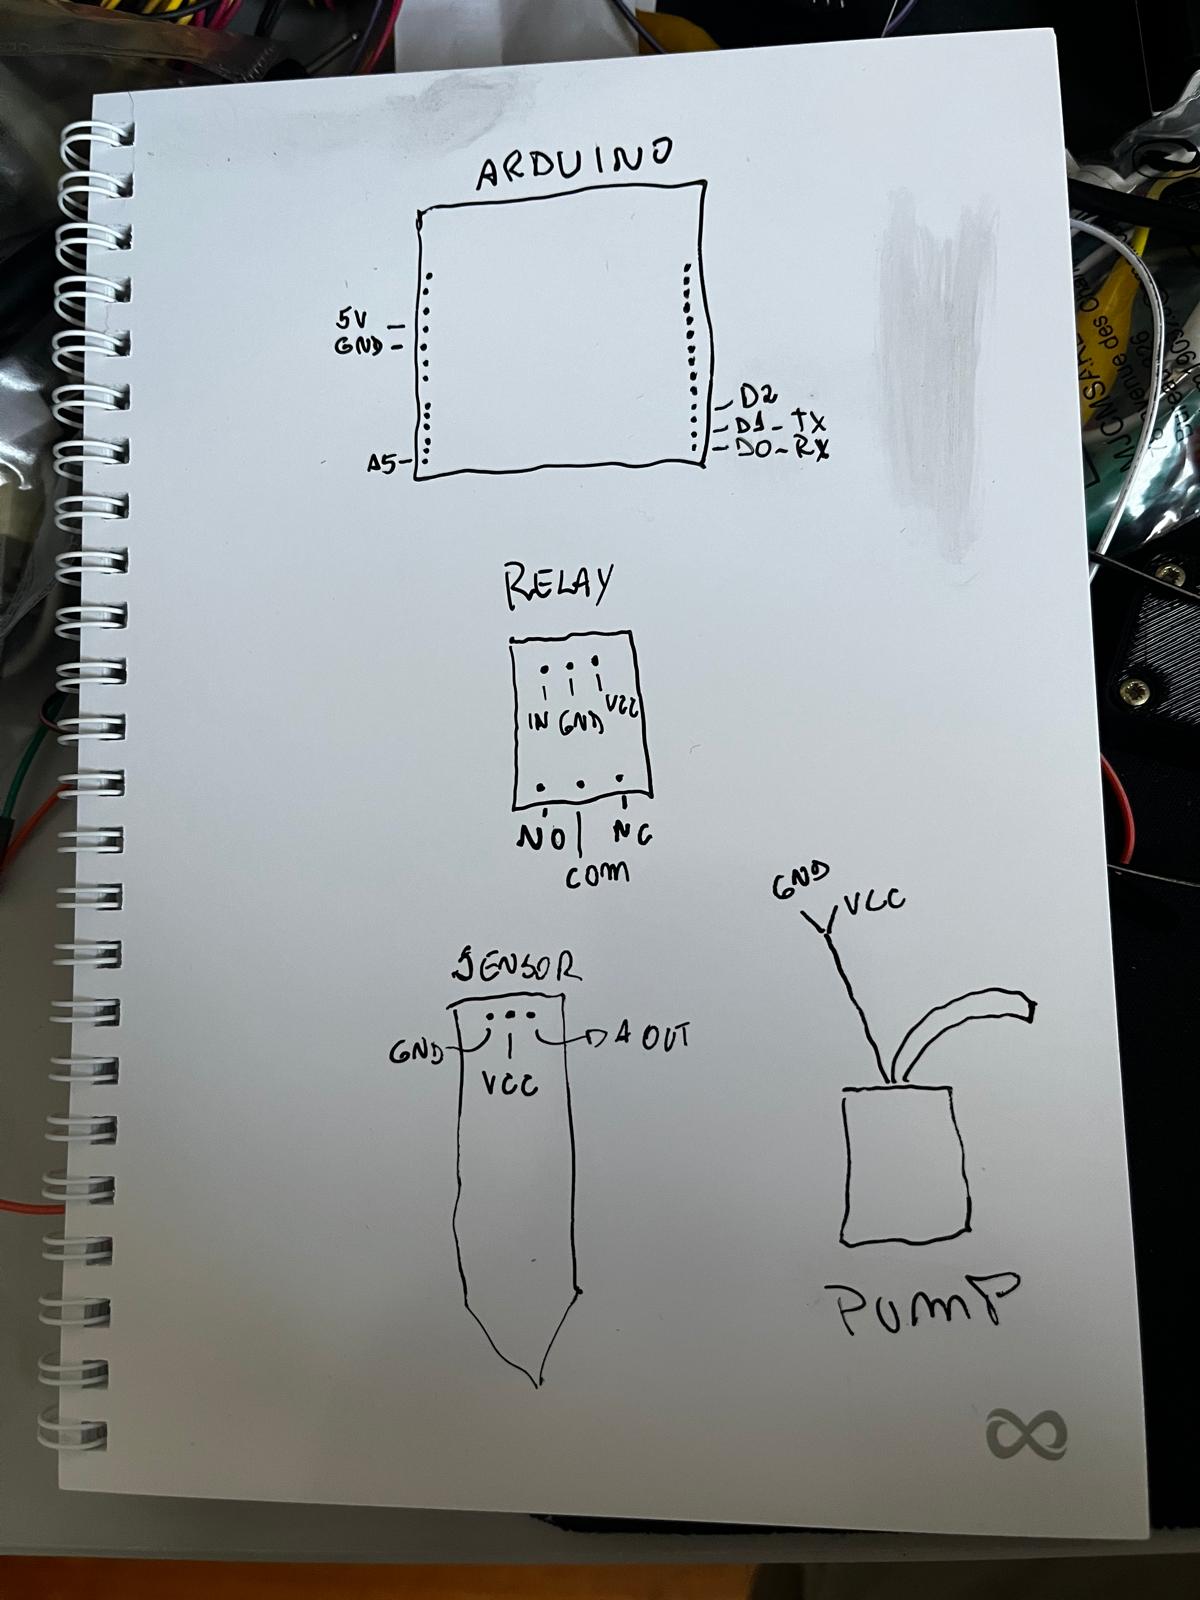 ARDUINO
5V
GND
A5
D2
D1 - TX
D0 - RX
RELAY
IN GND VCC
NO NC
COM
GND VCC
SENSOR
GND
VCC
A OUT
PUMP